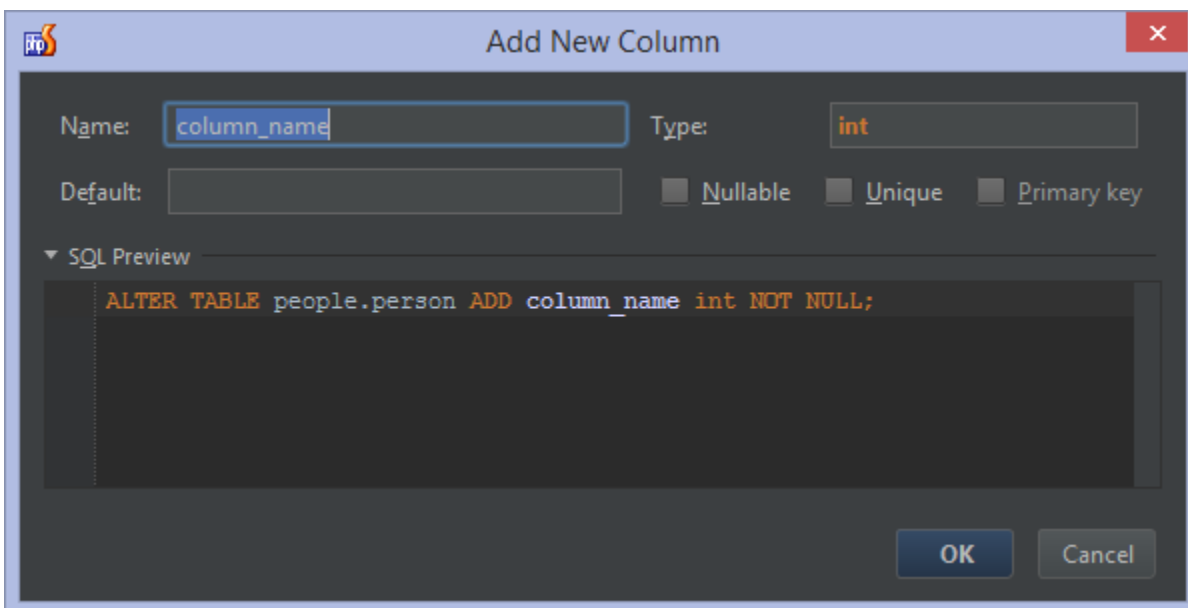 php
Add New Column
Name: column_name Type: int
Default: Nullable Unique Primary key
SQL Preview
ALTER TABLE people.person ADD column_name int NOT NULL;
OK Cancel